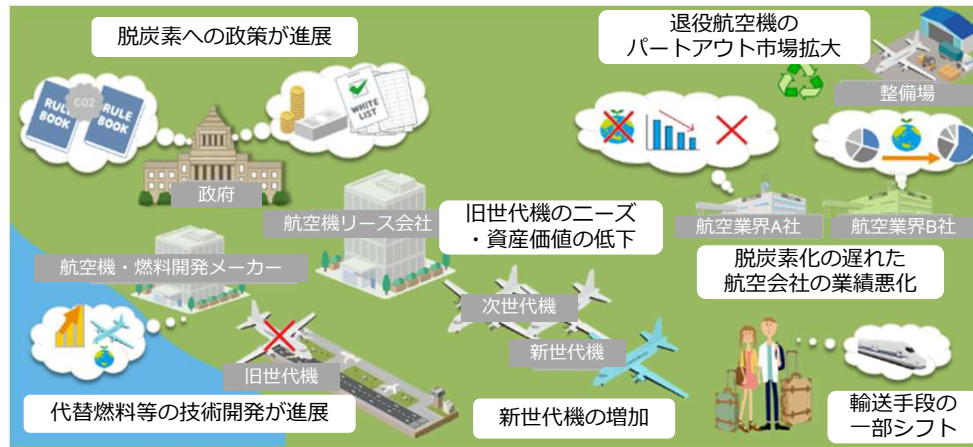 脱炭素への政策が進展
退役航空機の
パートアウト市場拡大
整備場
RULE
BOOK
CO2
RULE
BOOK
WHITE
LIST
政府
航空機リース会社
旧世代機のニーズ
・資産価値の低下
航空業界A社
航空業界B社
脱炭素化の遅れた
航空会社の業績悪化
航空機・燃料開発メーカー
次世代機
新世代機
旧世代機
代替燃料等の技術開発が進展
新世代機の増加
輸送手段の
一部シフト